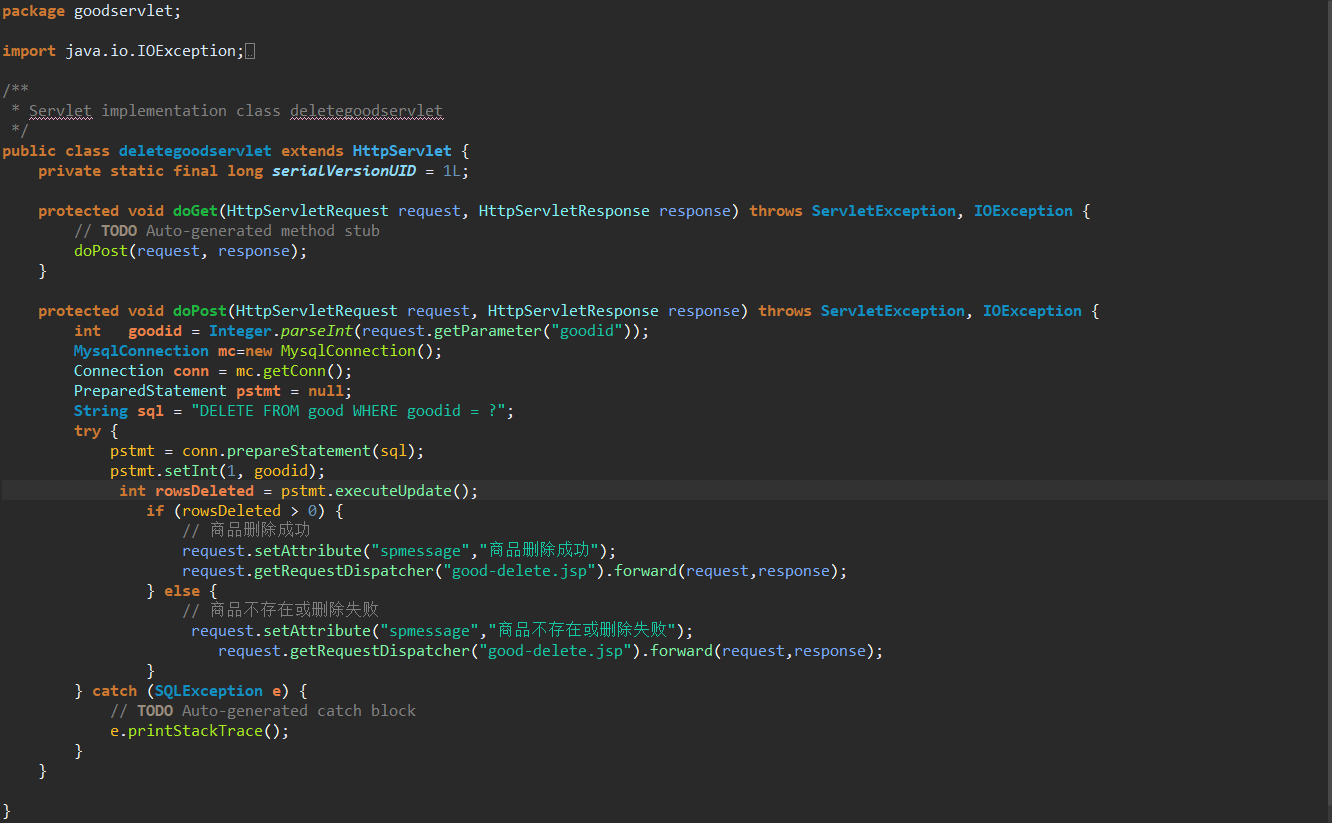 package goodservlet;
import java.io.IOException;
/**
 * Servlet implementation class deletegoodservlet
 */
public class deletegoodservlet extends HttpServlet {
    private static final long serialVersionUID = 1L;
    protected void doGet(HttpServletRequest request, HttpServletResponse response) throws ServletException, IOException {
        // TODO Auto-generated method stub
        doPost(request, response);
    }
    protected void doPost(HttpServletRequest request, HttpServletResponse response) throws ServletException, IOException {
        int   goodid = Integer.parseInt(request.getParameter("goodid"));
        MysqlConnection mc=new MysqlConnection();
        Connection conn = mc.getConn();
        PreparedStatement pstmt = null;
        String sql = "DELETE FROM good WHERE goodid = ?";
        try {
            pstmt = conn.prepareStatement(sql);
            pstmt.setInt(1, goodid);
             int rowsDeleted = pstmt.executeUpdate();
                if (rowsDeleted > 0) {
                    // 商品删除成功
                    request.setAttribute("spmessage","商品删除成功");
                    request.getRequestDispatcher("good-delete.jsp").forward(request,response);
                } else {
                    // 商品不存在或删除失败
                     request.setAttribute("spmessage","商品不存在或删除失败");
                        request.getRequestDispatcher("good-delete.jsp").forward(request,response);
                }
        } catch (SQLException e) {
            // TODO Auto-generated catch block
            e.printStackTrace();
        }
    }
}